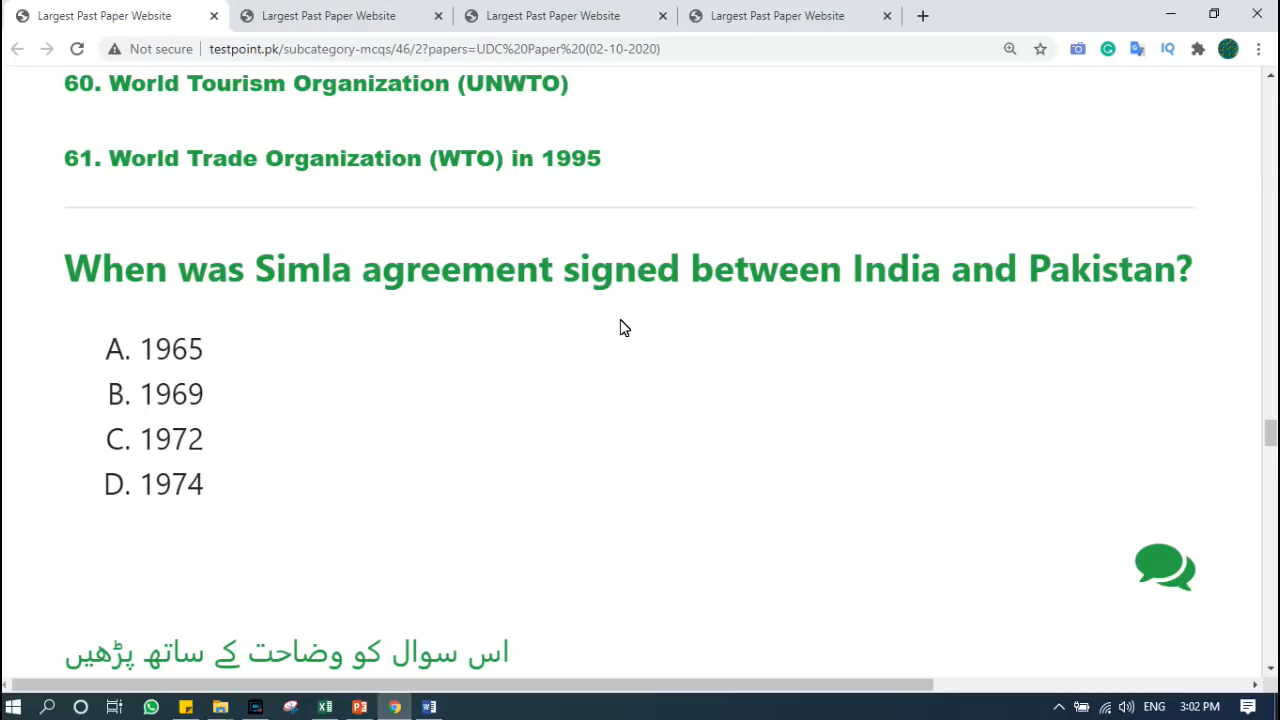 Largest Past Paper Website
Largest Past Paper Website
Largest Past Paper Website
Largest Past Paper Website
Not secure
testpoint.pk/subcategory-mcqs/46/2?papers=UDC%20Paper%20(02-10-2020)
IQ
60. World Tourism Organization (UNWTO)
61. World Trade Organization (WTO) in 1995
When was Simla agreement signed between India and Pakistan?
A. 1965
B. 1969
C. 1972
D. 1974
اس سوال کو وضاحت کے ساتھ پڑھیں
ENG
3:02 PM